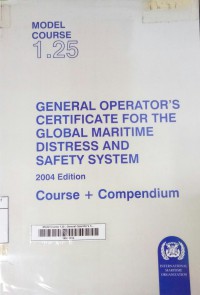 MODEL
COURSE
1.25
GENERAL OPERATOR'S
CERTIFICATE FOR THE
GLOBAL MARITIME
DISTRESS AND
SAFETY SYSTEM
2004 Edition
Course + Compendium
INTERNATIONAL
MARITIME
ORGANIZATION